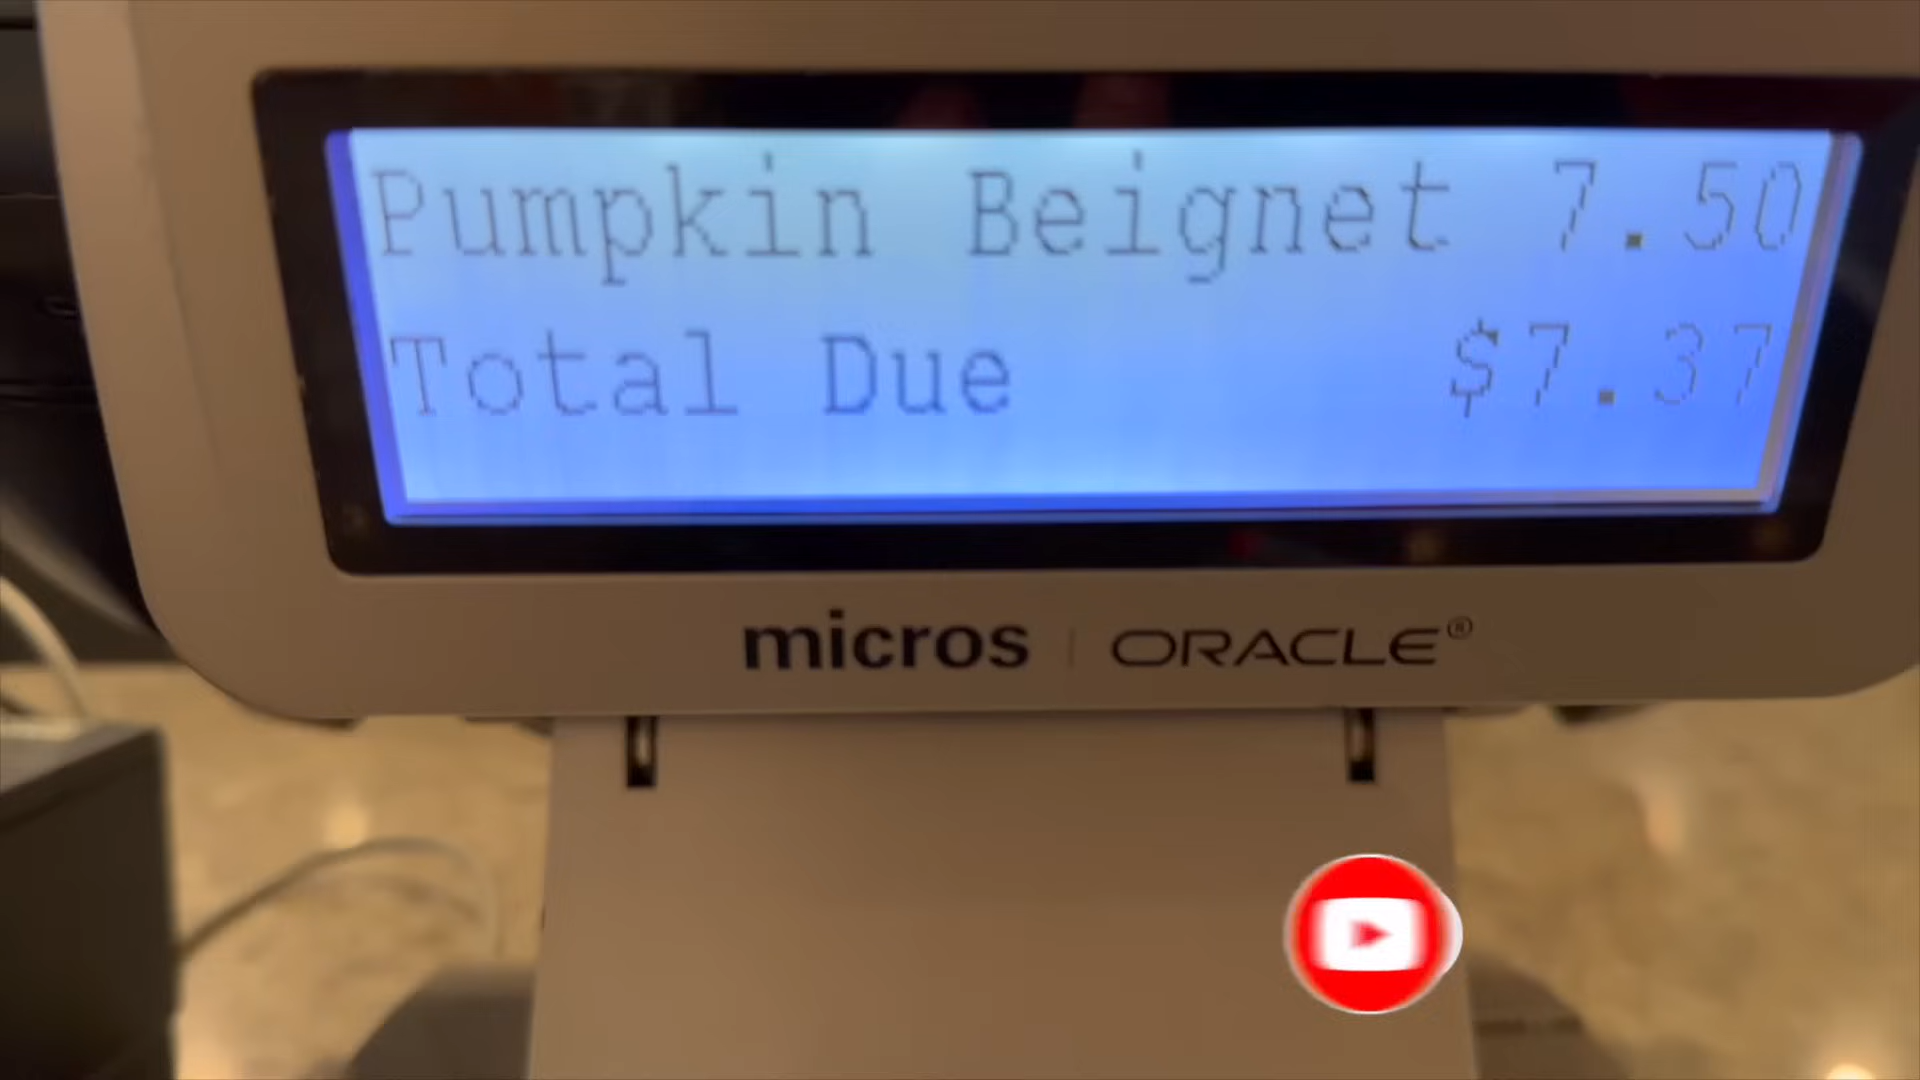 Pumpkin Beignet 7.50
Total Due $7.37
micros | ORACLE®